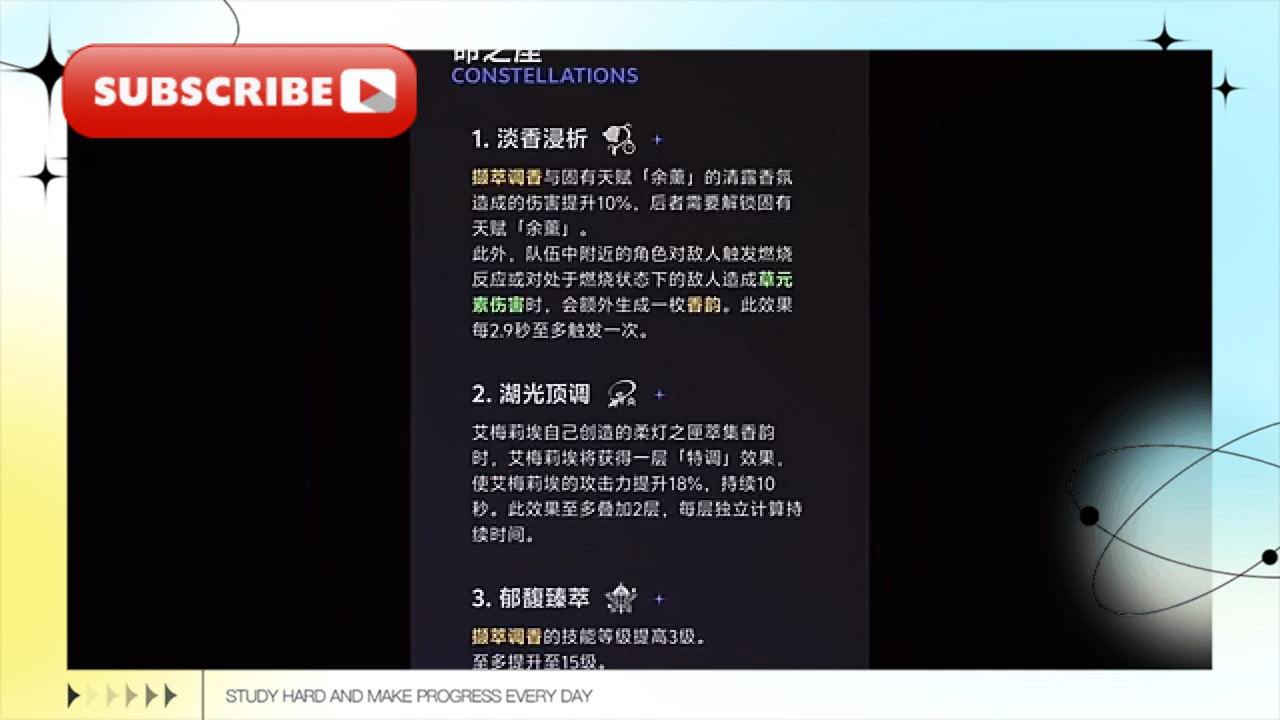 SUBSCRIBE
命之座
CONSTELLATIONS
1. 淡香浸析
撷萃调香与固有天赋「余薰」的清露香氛
造成的伤害提升10%，后者需要解锁固有
天赋「余薰」。
此外，队伍中附近的角色对敌人触发燃烧
反应或对处于燃烧状态下的敌人造成草元
素伤害时，会额外生成一枚香韵。此效果
每2.9秒至多触发一次。
2. 湖光顶调
艾梅莉埃自己创造的柔灯之匣萃集香韵
时，艾梅莉埃将获得一层「特调」效果，
使艾梅莉埃的攻击力提升18%，持续10
秒。此效果至多叠加2层，每层独立计算持
续时间。
3. 郁馥臻萃
撷萃调香的技能等级提高3级。
至多提升至15级。
STUDY HARD AND MAKE PROGRESS EVERY DAY